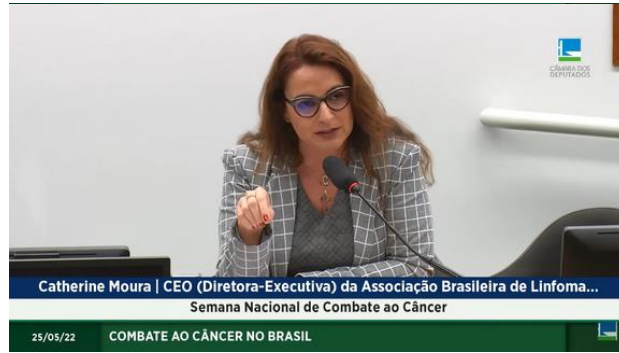 CÂMARA DOS
DEPUTADOS
Catherine Moura | CEO (Diretora-Executiva) da Associação Brasileira de Linfoma...
Semana Nacional de Combate ao Câncer
25/05/22 COMBATE AO CÂNCER NO BRASIL